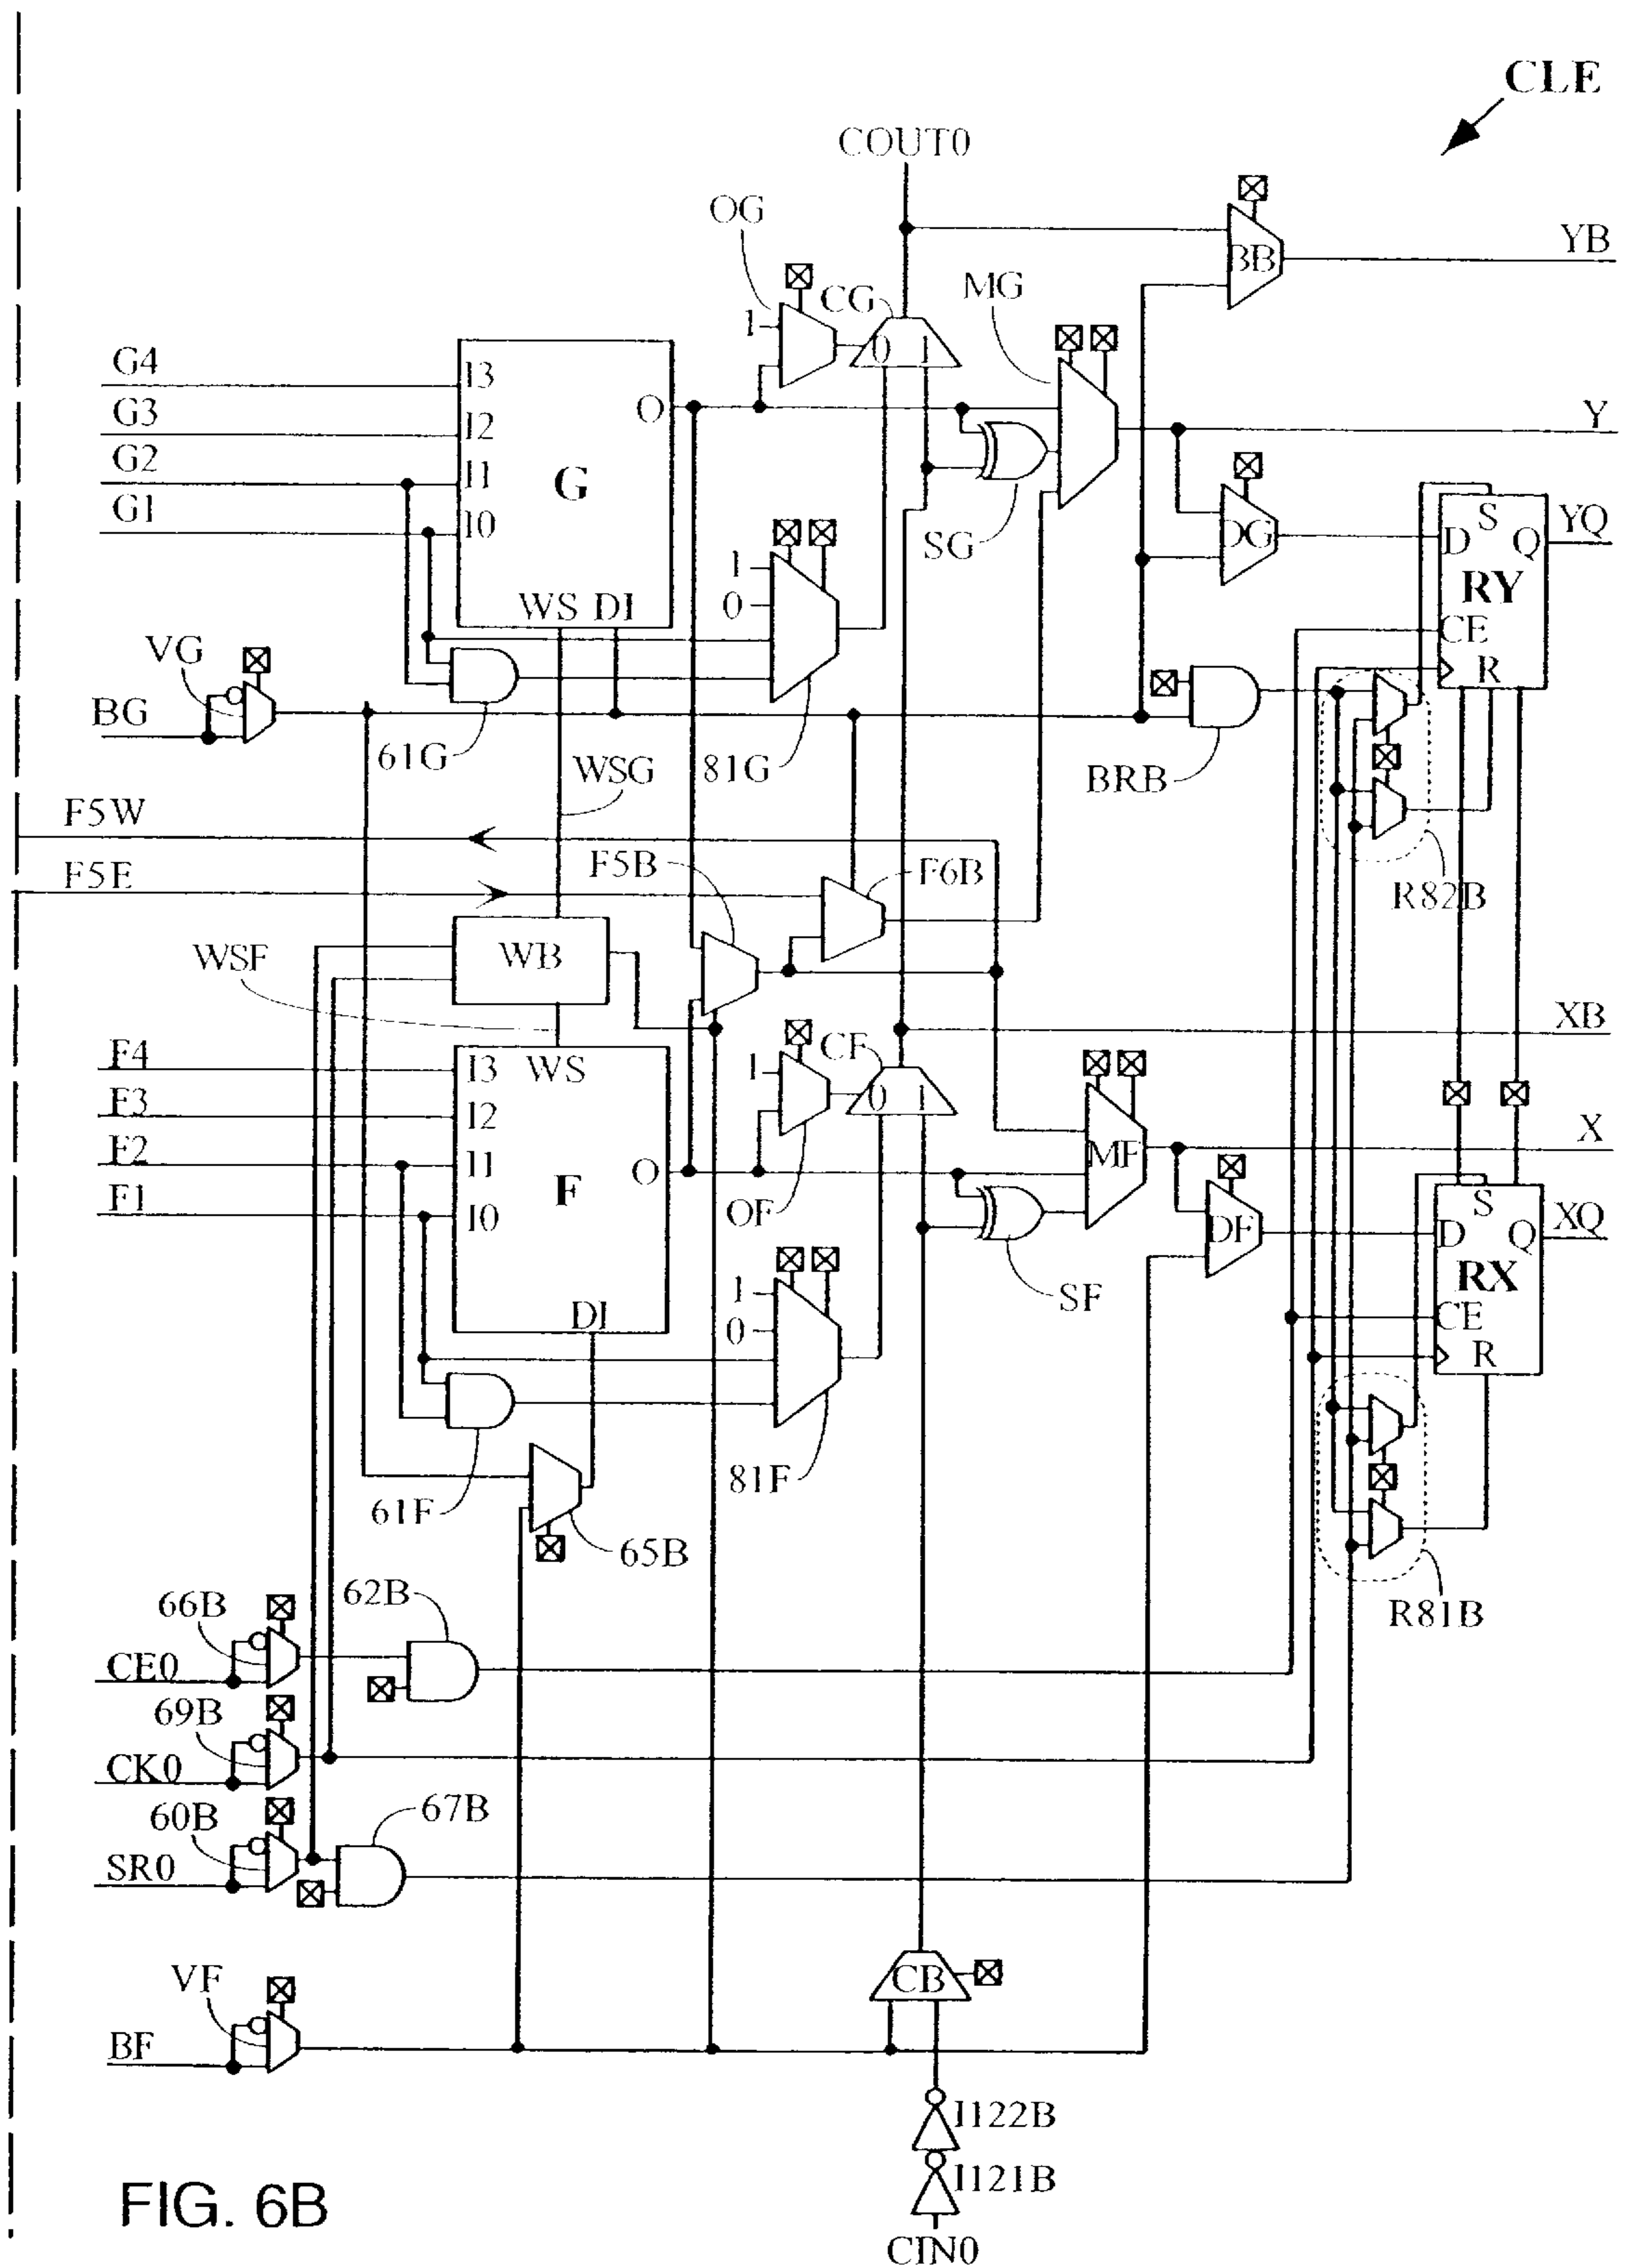 CLE
COUT0
OG
YB
BB
CG
MG
1
0 1
G4
I3
G3
O
Y
I2
G2
I1
G
G1
I0
SG
DG
S
YQ
D Q
RY
1
0
WS DI
CE
VG
R
BG
61G
81G
WSG
BRB
F5W
F5B
F6B
F5E
R82B
WSF
WB
XB
F4
CF
I3 WS
1
0 1
F3
I2
X
F2
MF
I1
O
F
F1
I0
OF
S
XQ
DF
D Q
RX
1
SF
DI
0
CE
R
81F
61F
65B
62B
66B
R81B
CE0
69B
CK0
60B
67B
SR0
VF
CB
BF
I122B
I121B
FIG. 6B
CIN0